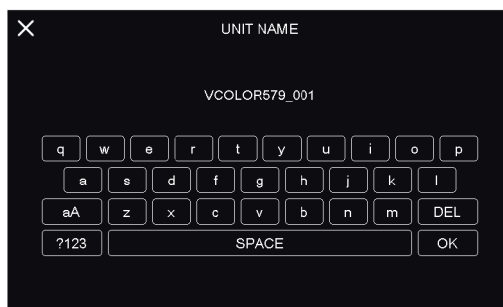 UNIT NAME
VCOLOR579_001
q w e r t y u i o p
a s d f g h j k l
aA z x c v b n m DEL
?123 SPACE OK